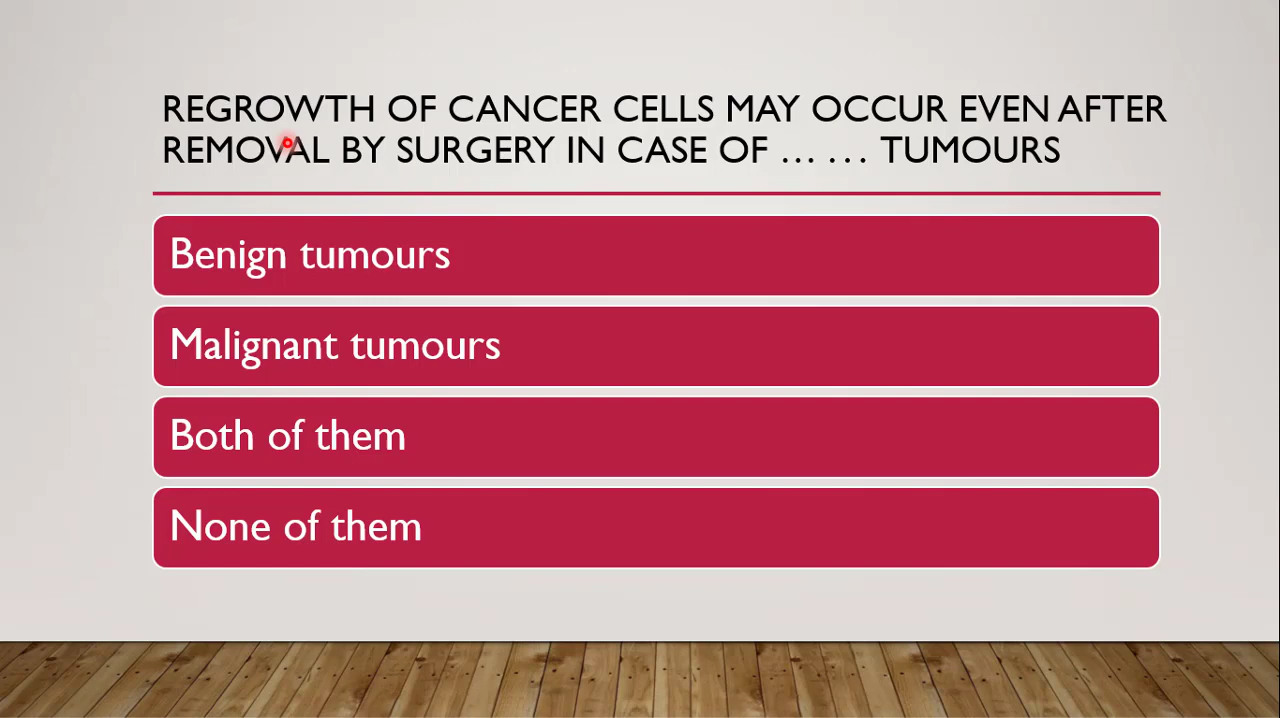 REGROWTH OF CANCER CELLS MAY OCCUR EVEN AFTER
REMOVAL BY SURGERY IN CASE OF … … TUMOURS
Benign tumours
Malignant tumours
Both of them
None of them